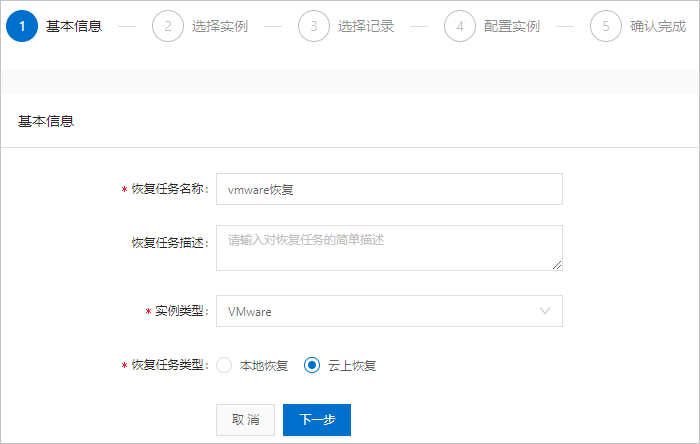 1 基本信息 2 选择实例 3 选择记录 4 配置实例 5 确认完成
基本信息
* 恢复任务名称: vmware恢复
恢复任务描述: 请输入对恢复任务的简单描述
* 实例类型: VMware
* 恢复任务类型: 本地恢复 云上恢复
取 消 下一步